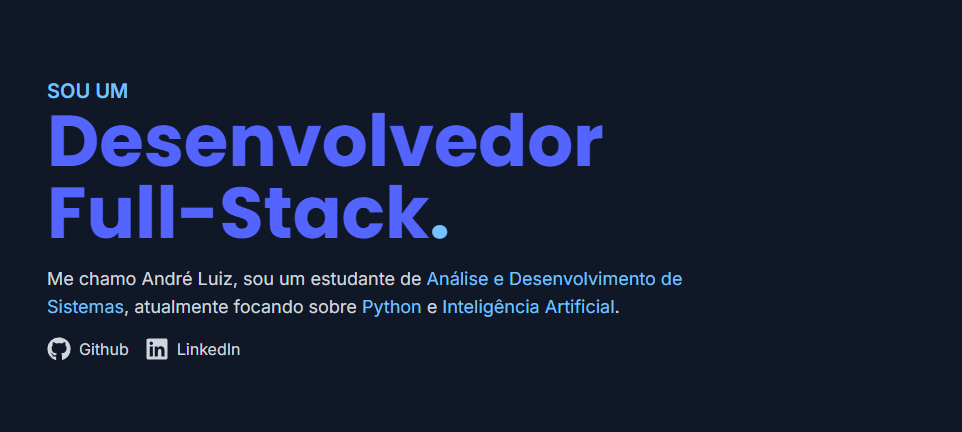 SOU UM
Desenvolvedor
Full-Stack.
Me chamo André Luiz, sou um estudante de Análise e Desenvolvimento de
Sistemas, atualmente focando sobre Python e Inteligência Artificial.
Github LinkedIn